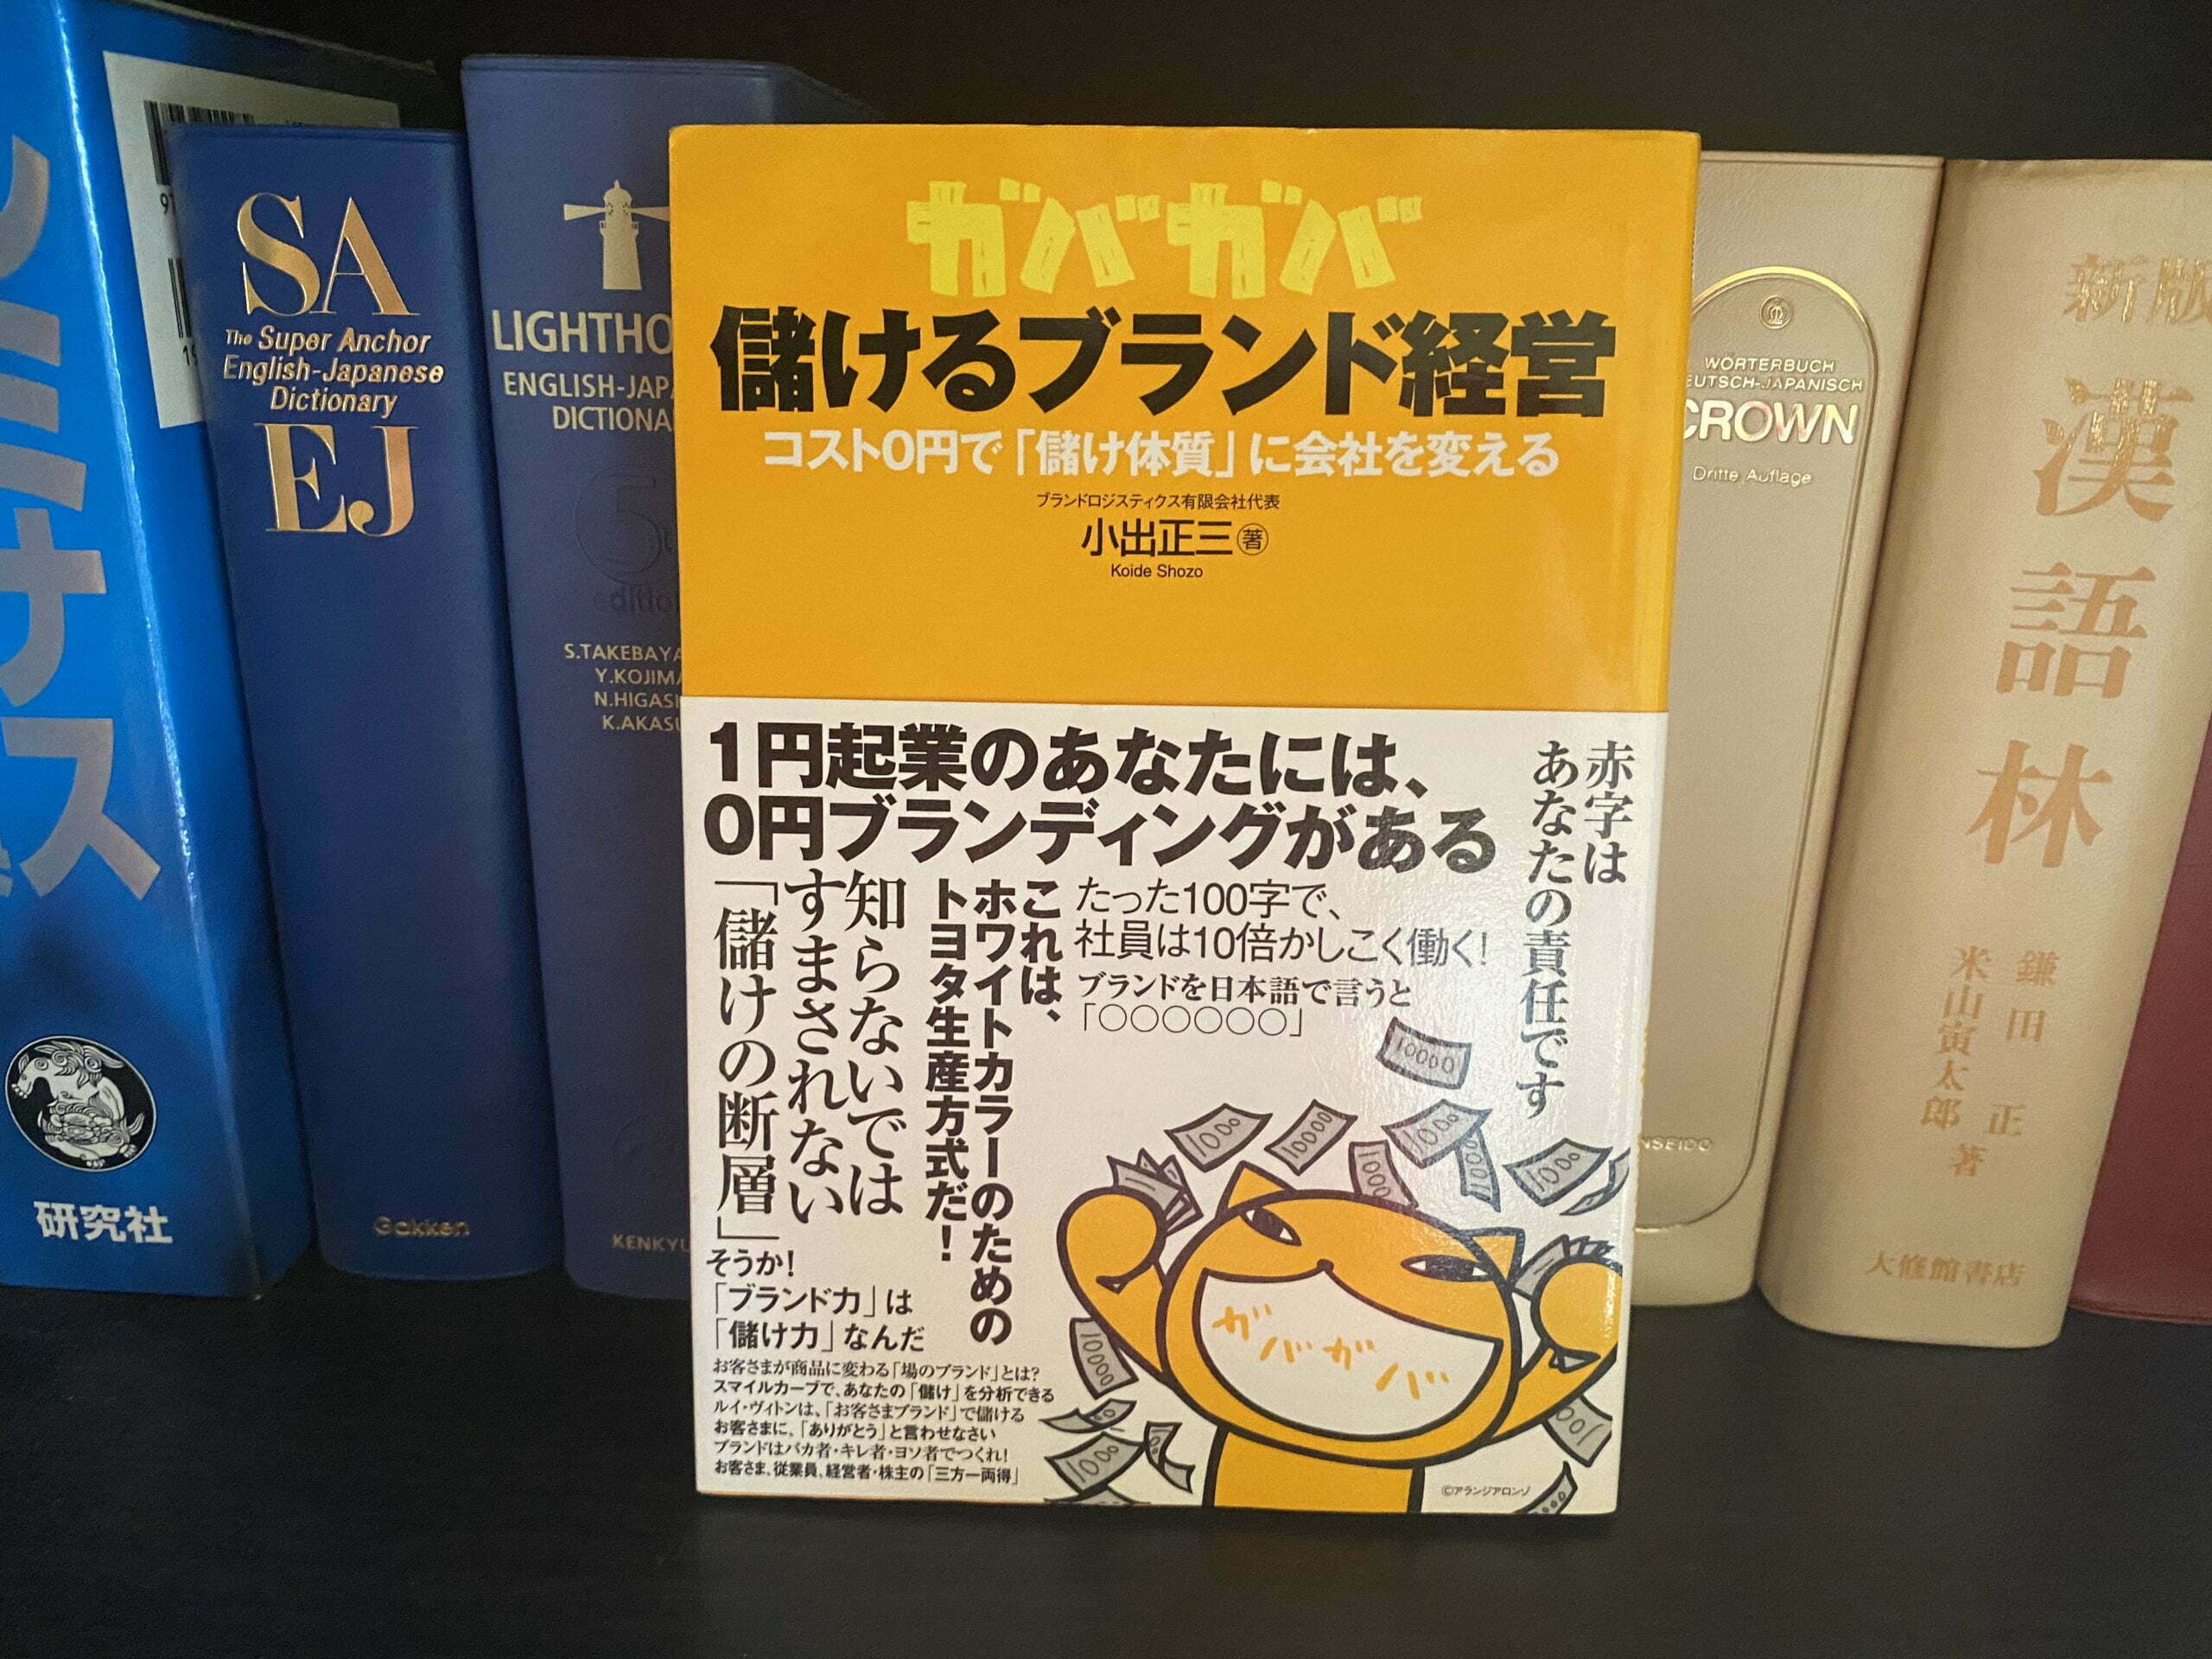 ルミナス
研究社
SA
The Super Anchor
English-Japanese
Dictionary
EJ
Gakken
ENGLISH-
S.
Y.
N.
K.
ガバガバ
儲けるブランド経営
コスト0円で「儲け体質」に会社を変える
ブランドロジスティクス有限会社代表
小出正三 著
Koide Shozo
1円起業のあなたには、
0円ブランディングがある
赤字は
あなたの責任です
たった100字で、
社員は10倍かしこく働く!
ブランドを日本語で言うと
「○○○○○○」
これは、
ホワイトカラーのための
トヨタ生産方式だ!
知らないでは
すまされない
「儲けの断層」
そうか!
「ブランド力」は
「儲け力」なんだ
お客さまが商品に変わる「場のブランド」とは?
スマイルカーブで、あなたの「儲け」を分析できる
ルイ・ヴィトンは、「お客さまブランド」で儲ける
お客さまに、「ありがとう」と言わせなさい
ブランドはバカ者・キレ者・ヨソ者でつくれ!
お客さま、従業員、経営者・株主の「三方一両得」
10000
1000
10000
1000
1000
1000
10000
1000
ガバガバ
©アランジアロンゾ
WÖRTERBUCH
DEUTSCH-JAPANISCH
CROWN
Dritte Auflage
新版
漢語林
鎌田 正
米山寅太郎 著
大修館書店